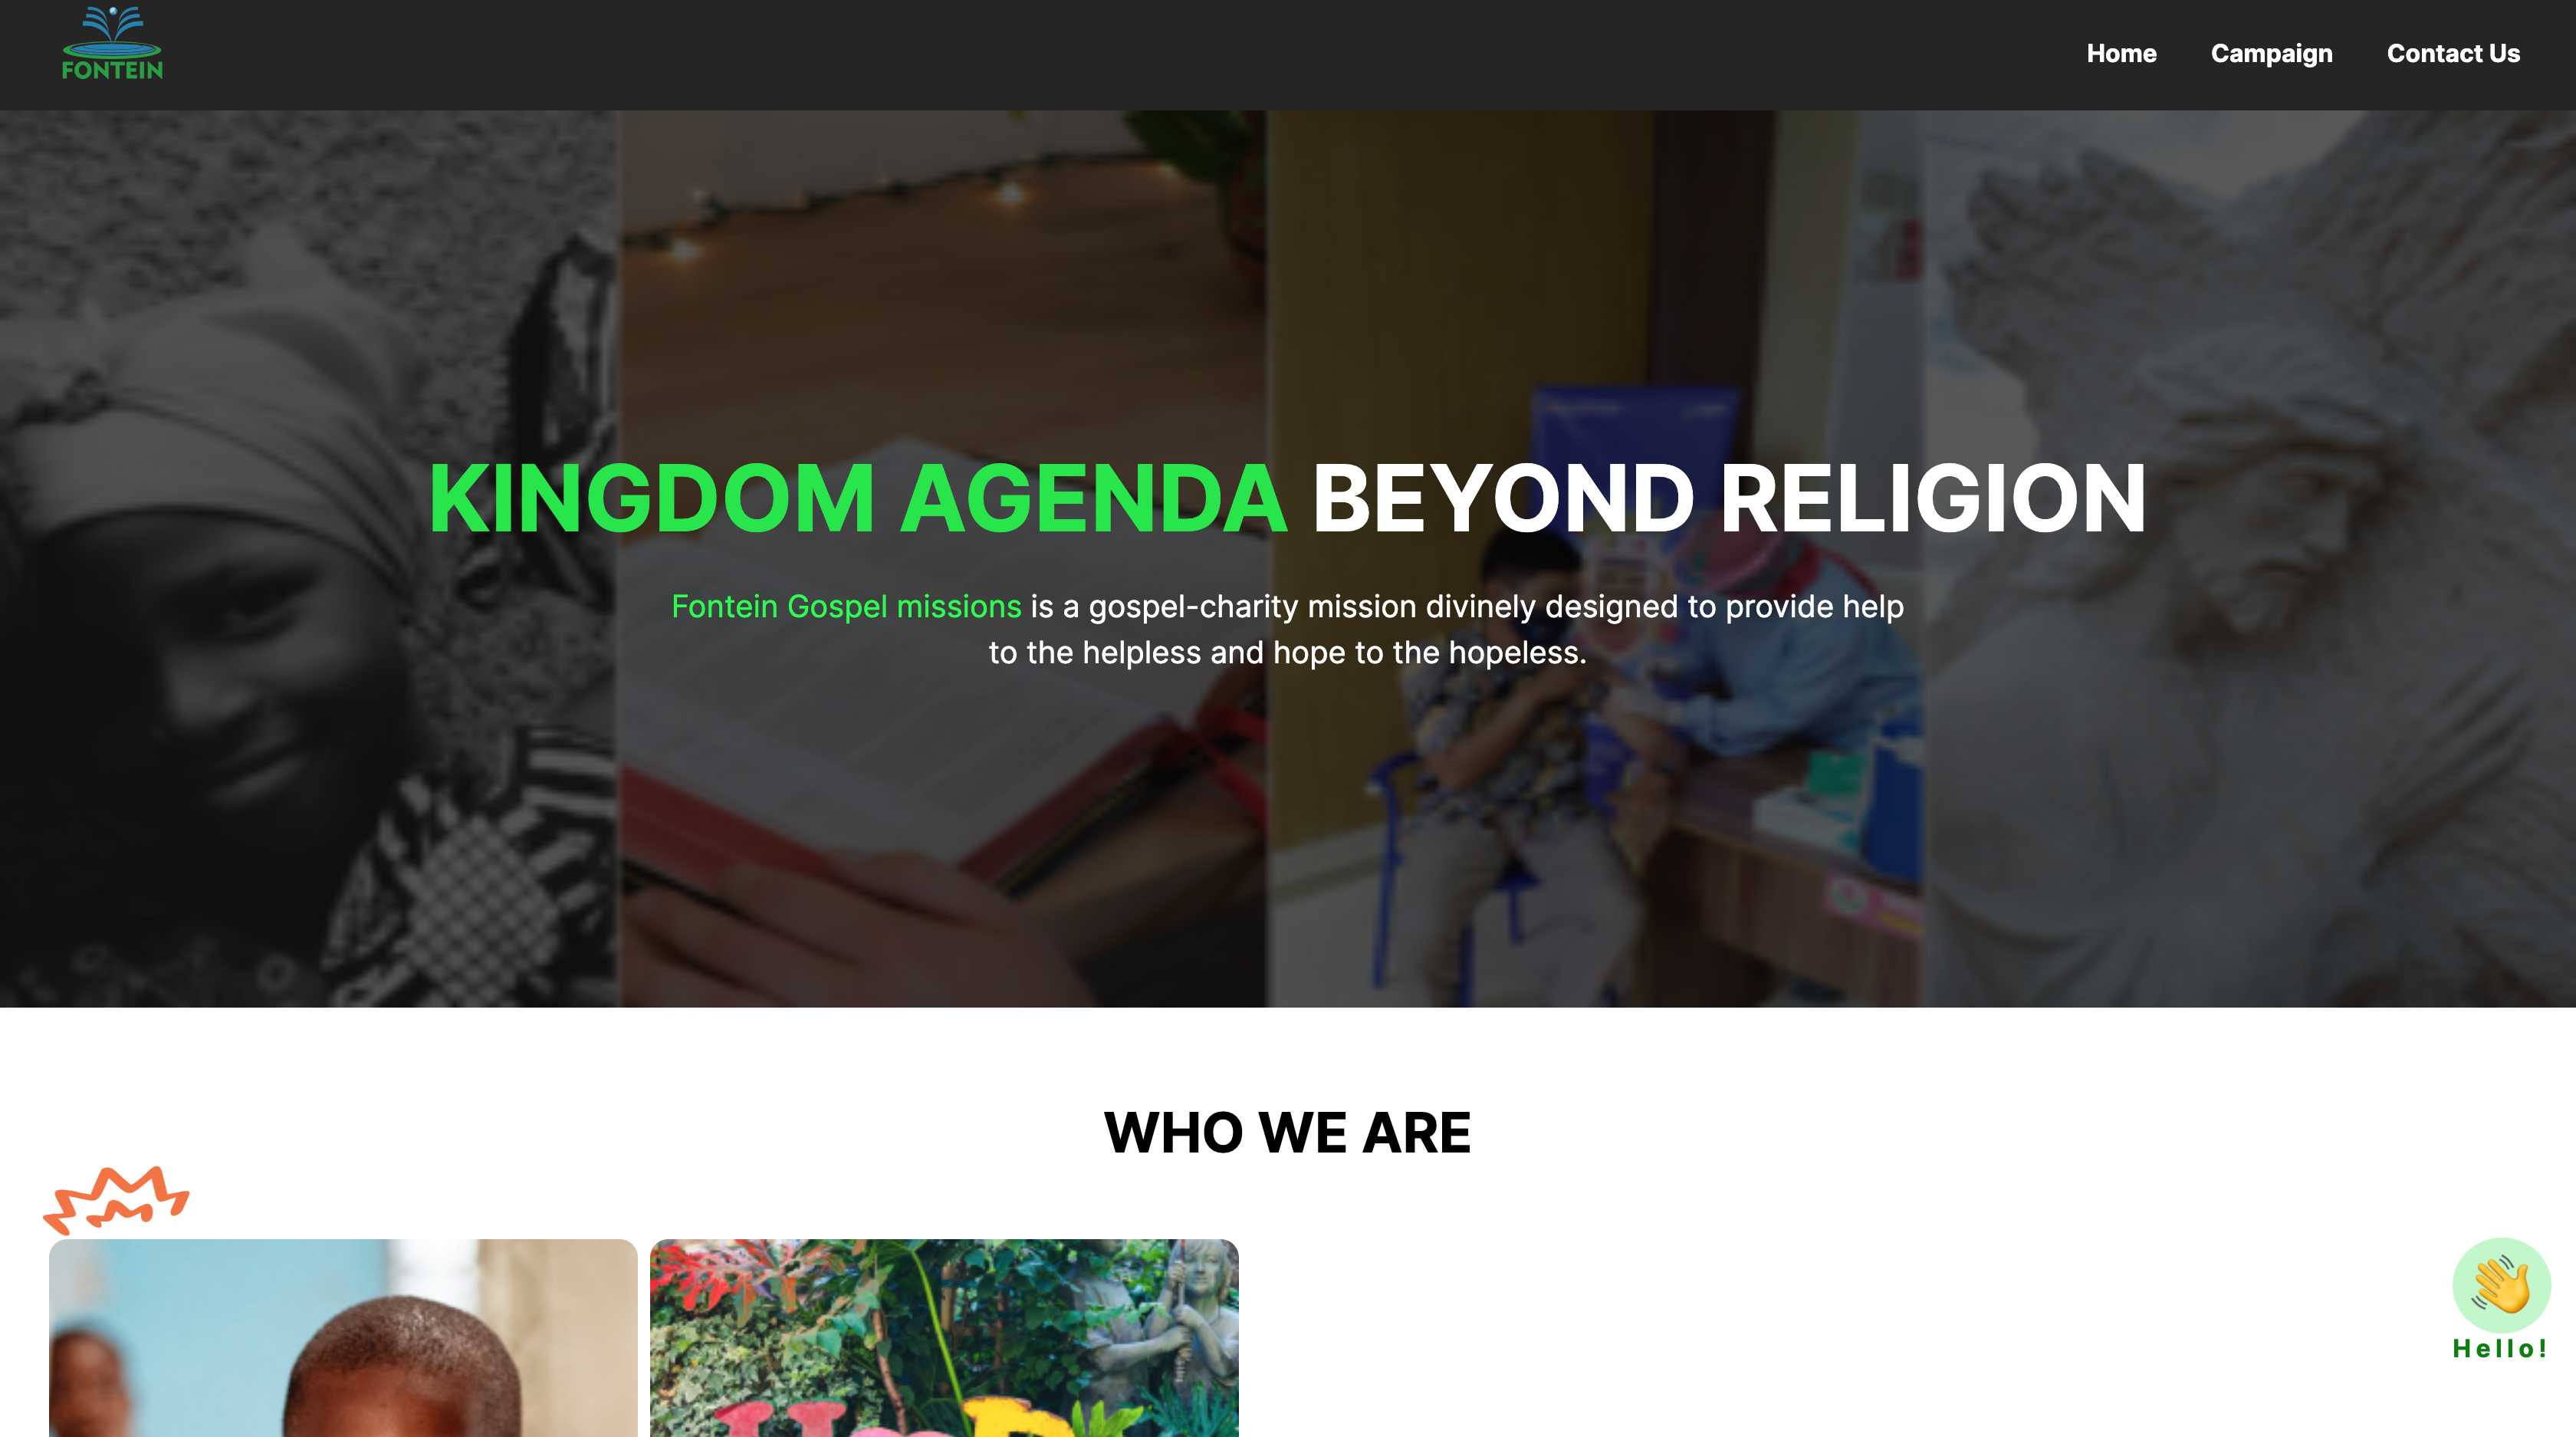 FONTEIN
Home Campaign Contact Us
KINGDOM AGENDA BEYOND RELIGION
Fontein Gospel missions is a gospel-charity mission divinely designed to provide help
to the helpless and hope to the hopeless.
WHO WE ARE
Hello!